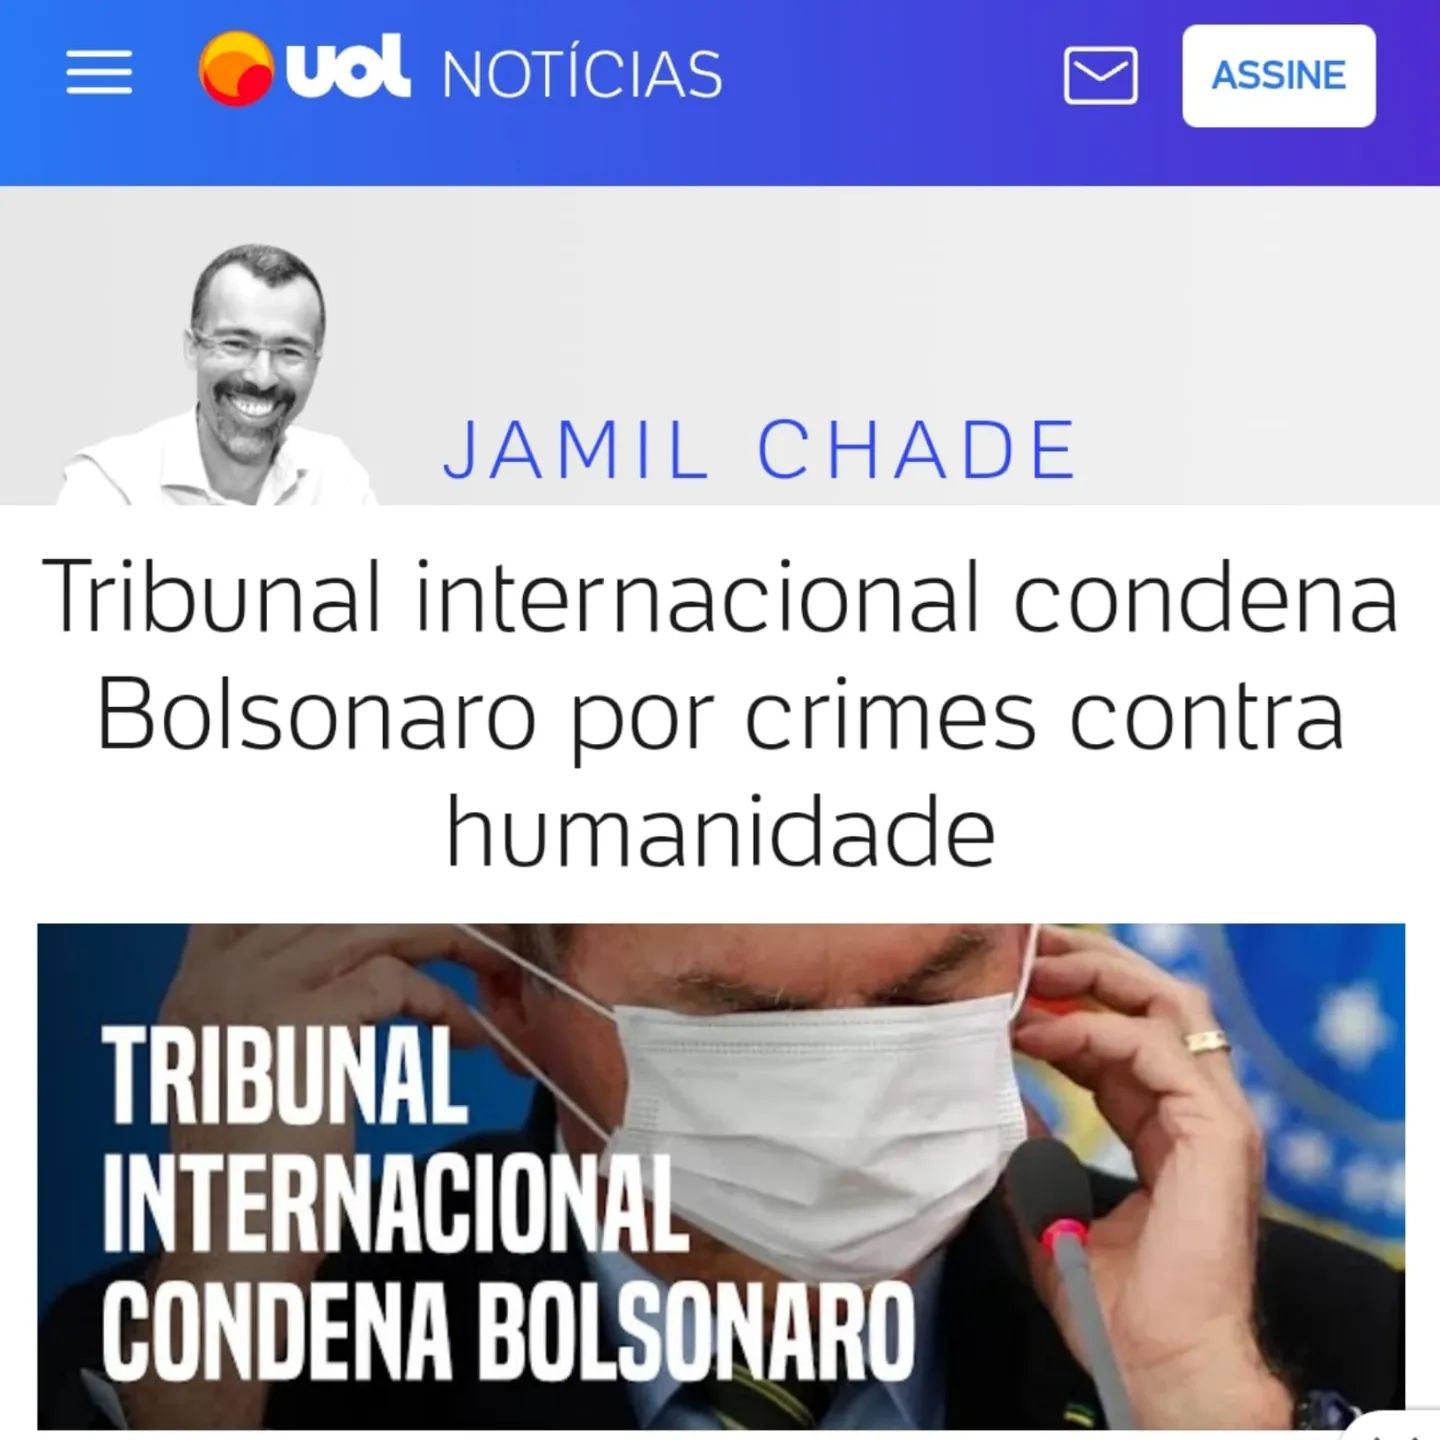 uol NOTÍCIAS
ASSINE
JAMIL CHADE
Tribunal internacional condena
Bolsonaro por crimes contra
humanidade
TRIBUNAL
INTERNACIONAL
CONDENA BOLSONARO